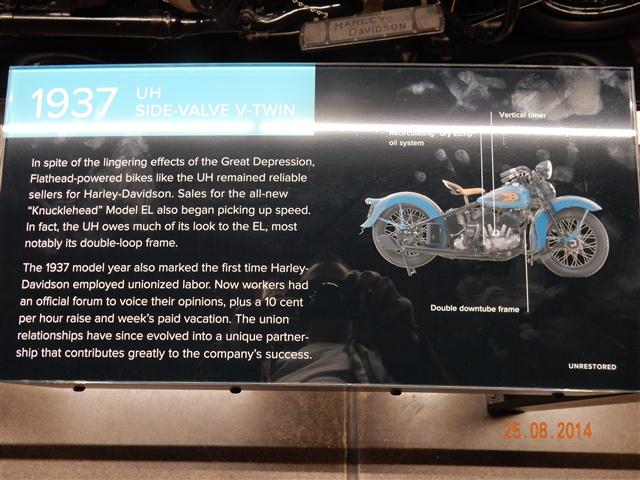 HARLEY-DAVIDSON
1937
UH
SIDE-VALVE V-TWIN
In spite of the lingering effects of the Great Depression,
Flathead-powered bikes like the UH remained reliable
sellers for Harley-Davidson. Sales for the all-new
“Knucklehead” Model EL also began picking up speed.
In fact, the UH owes much of its look to the EL, most
notably its double-loop frame.
The 1937 model year also marked the first time Harley-
Davidson employed unionized labor. Now workers had
an official forum to voice their opinions, plus a 10 cent
per hour raise and week’s paid vacation. The union
relationships have since evolved into a unique partner-
ship that contributes greatly to the company’s success.
Vertical timer
Recirculating “dry sump”
oil system
Double downtube frame
UNRESTORED
25.08.2014